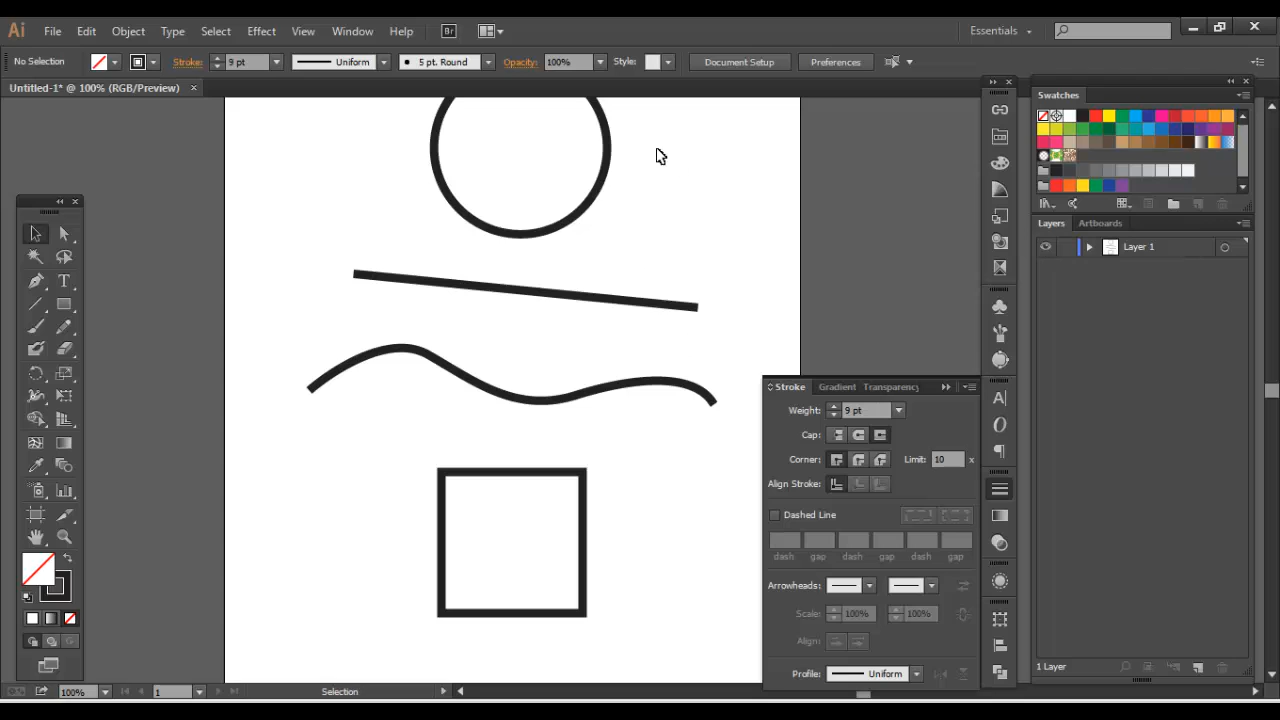 Ai File Edit Object Type Select Effect View Window Help Br Essentials
No Selection Stroke: 9 pt Uniform 5 pt. Round Opacity: 100% Style: Document Setup Preferences
Untitled-1* @ 100% (RGB/Preview)
Swatches
Layers Artboards
Layer 1
Stroke Gradient Transparency
Weight: 9 pt
Cap:
Corner: Limit: 10 x
Align Stroke:
Dashed Line
dash gap dash gap dash gap
Arrowheads:
Scale: 100% 100%
Align:
Profile: Uniform
1 Layer
100% 1 Selection